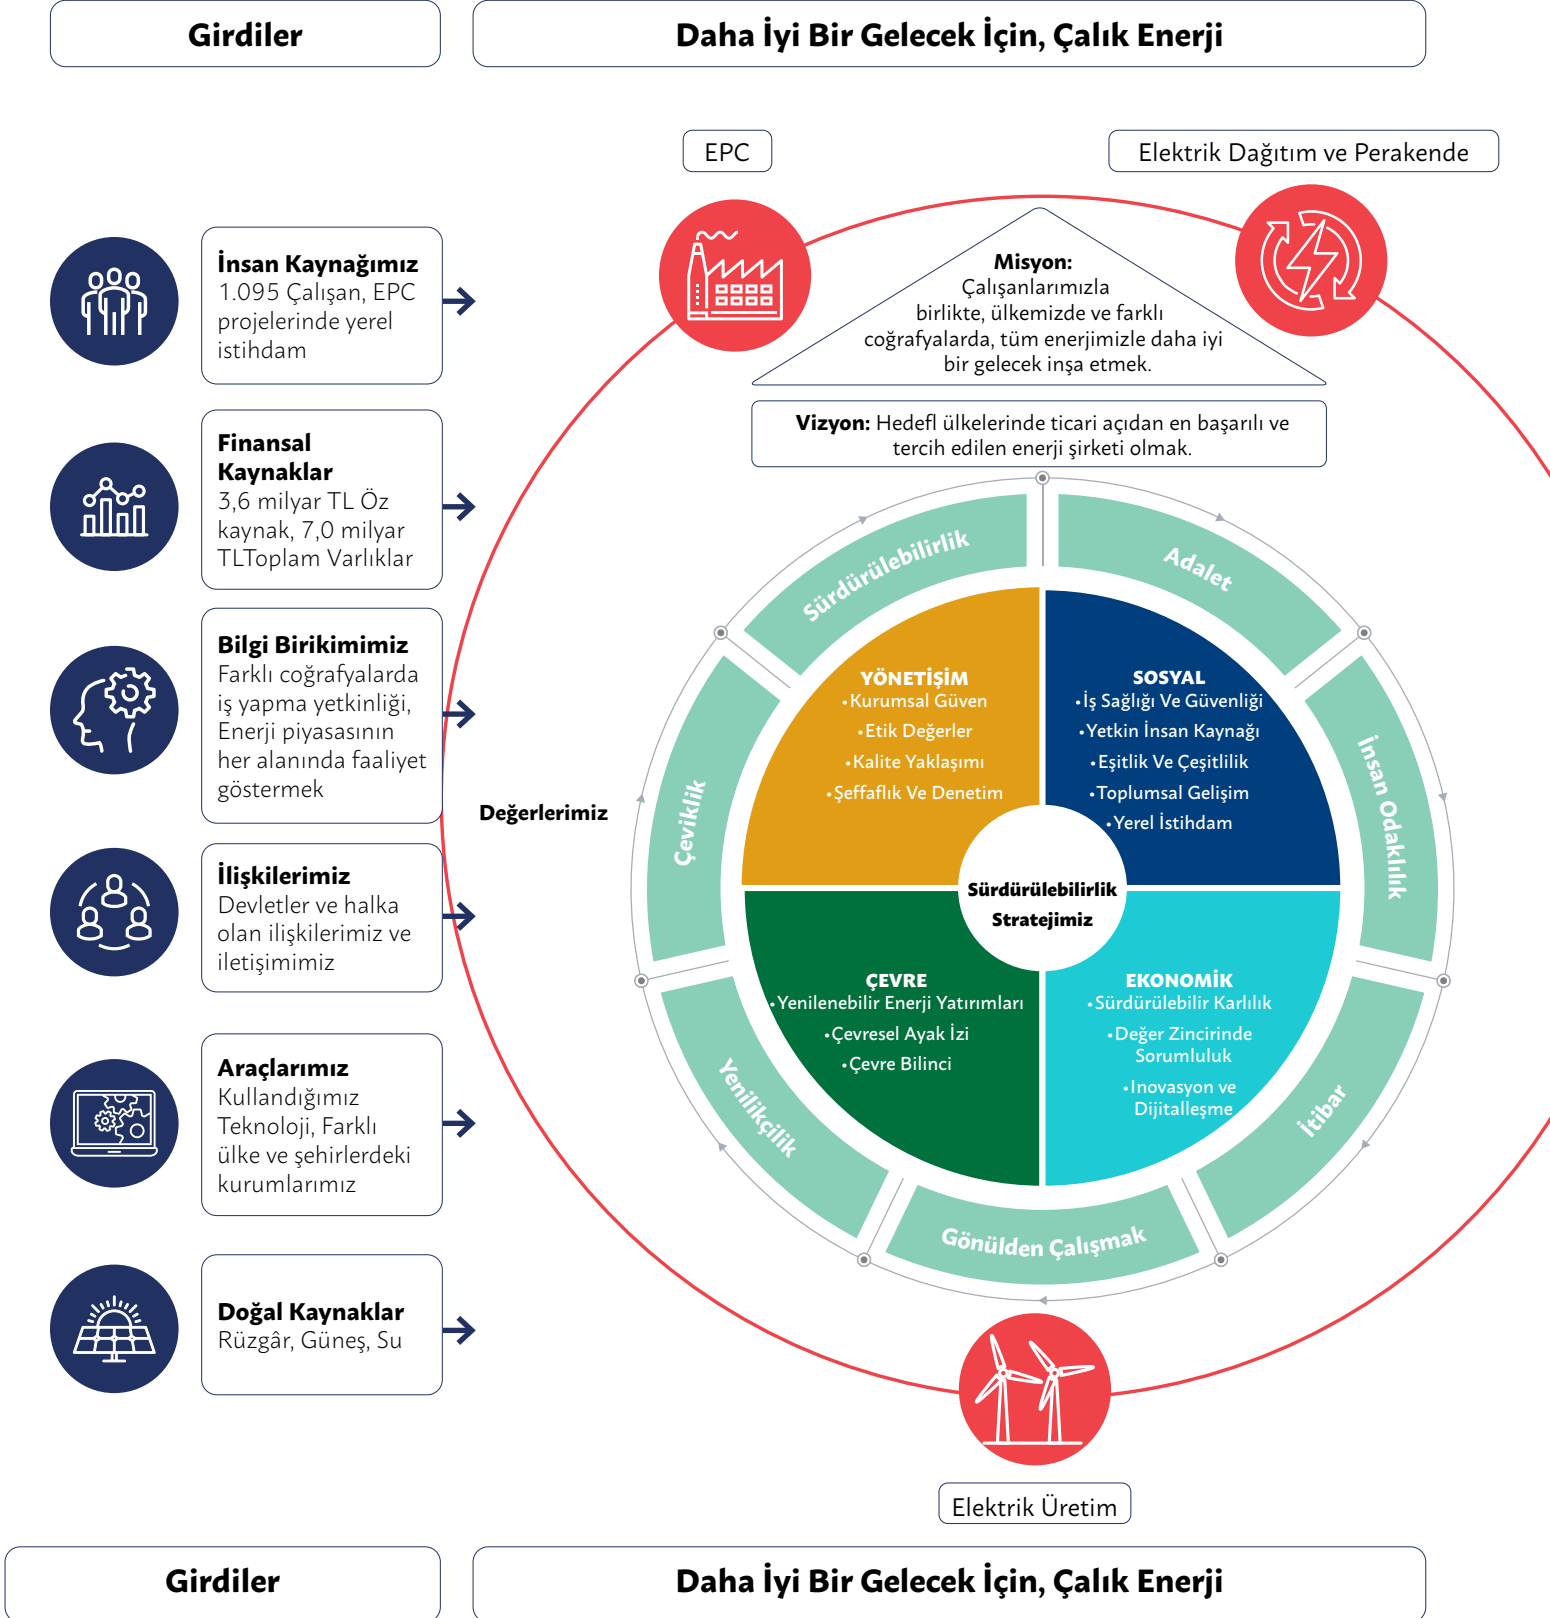 Girdiler
Daha İyi Bir Gelecek İçin, Çalık Enerji
EPC
Elektrik Dağıtım ve Perakende
İnsan Kaynağımız
1.095 Çalışan, EPC
projelerinde yerel
istihdam
Finansal
Kaynaklar
3,6 milyar TL Öz
kaynak, 7,0 milyar
TLToplam Varlıklar
Bilgi Birikimimiz
Farklı coğrafyalarda
iş yapma yetkinliği,
Enerji piyasasının
her alanında faaliyet
göstermek
İlişkilerimiz
Devletler ve halka
olan ilişkilerimiz ve
iletişimimiz
Araçlarımız
Kullandığımız
Teknoloji, Farklı
ülke ve şehirlerdeki
kurumlarımız
Doğal Kaynaklar
Rüzgâr, Güneş, Su
Misyon:
Çalışanlarımızla
birlikte, ülkemizde ve farklı
coğrafyalarda, tüm enerjimizle daha iyi
bir gelecek inşa etmek.
Vizyon: Hedefl ülkelerinde ticari açıdan en başarılı ve
tercih edilen enerji şirketi olmak.
Değerlerimiz
Sürdürülebilirlik
Adalet
İnsan Odaklılık
İtibar
Gönülden Çalışmak
Yenilikçilik
Çeviklik
YÖNETİŞİM
•Kurumsal Güven
•Etik Değerler
•Kalite Yaklaşımı
•Şeffaflık Ve Denetim
SOSYAL
•İş Sağlığı Ve Güvenliği
•Yetkin İnsan Kaynağı
•Eşitlik Ve Çeşitlilik
•Toplumsal Gelişim
•Yerel İstihdam
Sürdürülebilirlik
Stratejimiz
ÇEVRE
•Yenilenebilir Enerji Yatırımları
•Çevresel Ayak İzi
•Çevre Bilinci
EKONOMİK
•Sürdürülebilir Karlılık
•Değer Zincirinde
Sorumluluk
•Inovasyon ve
Dijitalleşme
Elektrik Üretim
Girdiler
Daha İyi Bir Gelecek İçin, Çalık Enerji